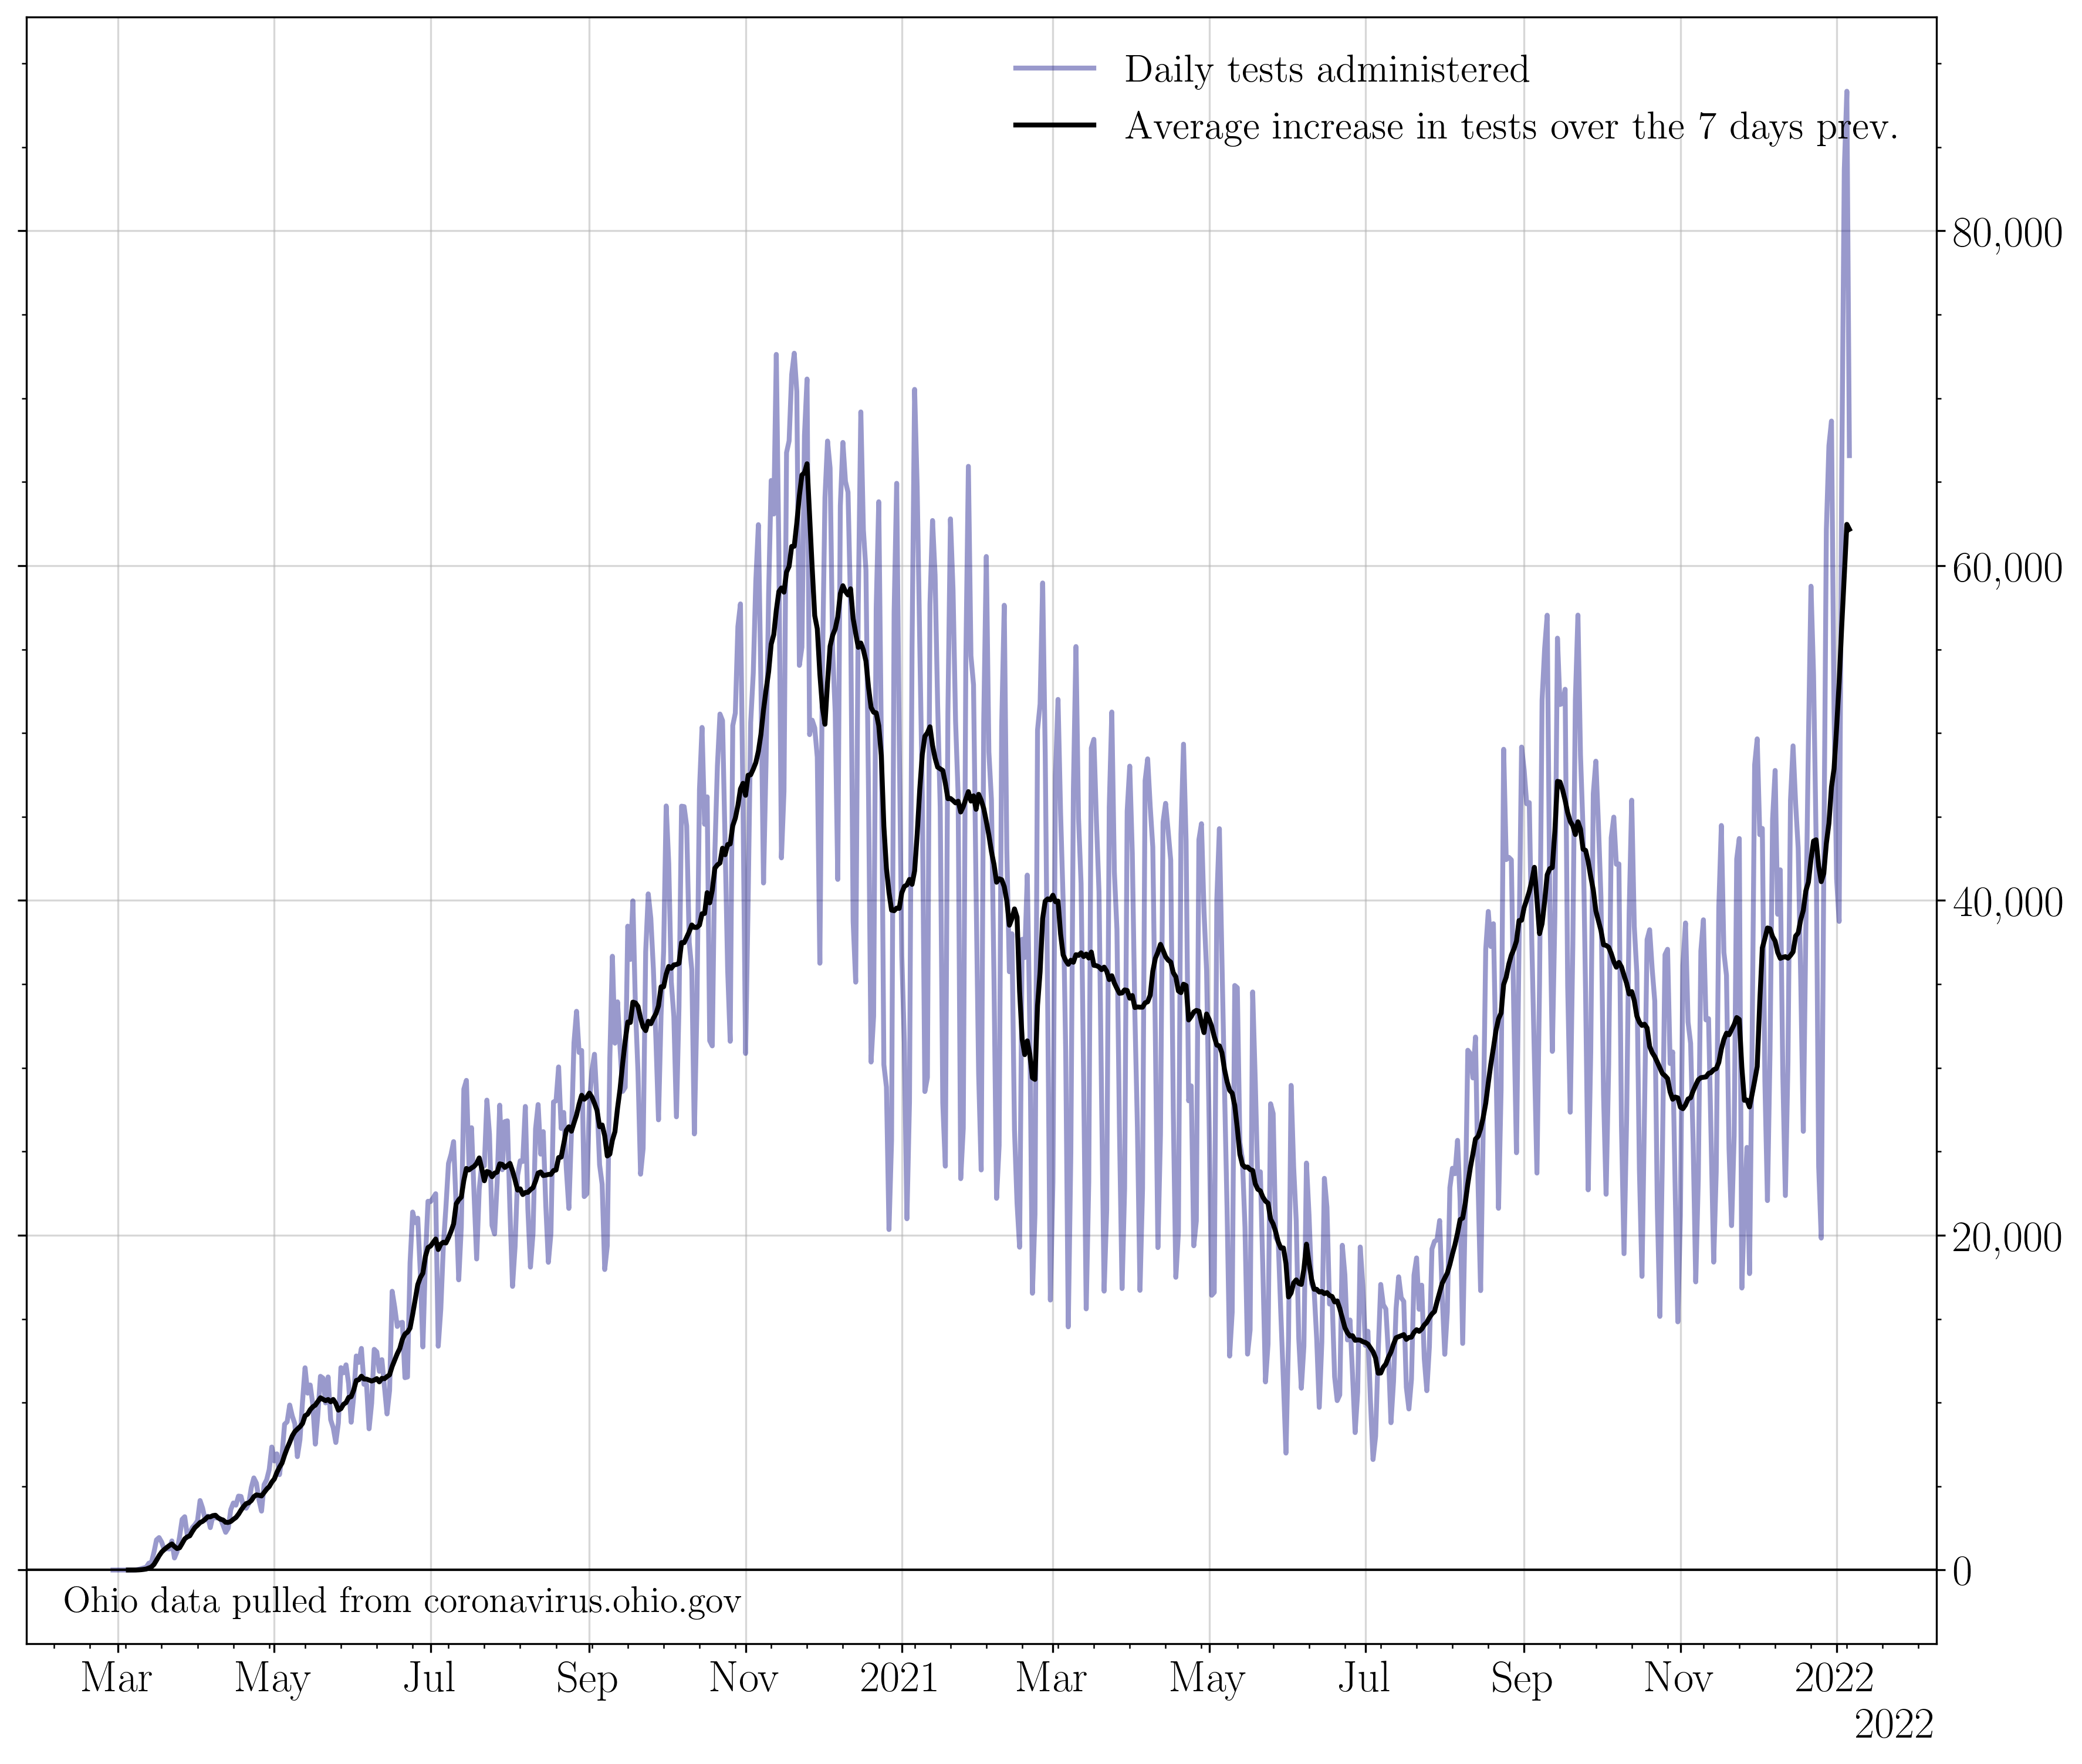 Daily tests administered
Average increase in tests over the 7 days prev.
80,000
60,000
40,000
20,000
0
Ohio data pulled from coronavirus.ohio.gov
Mar May Jul Sep Nov 2021 Mar May Jul Sep Nov 2022
2022